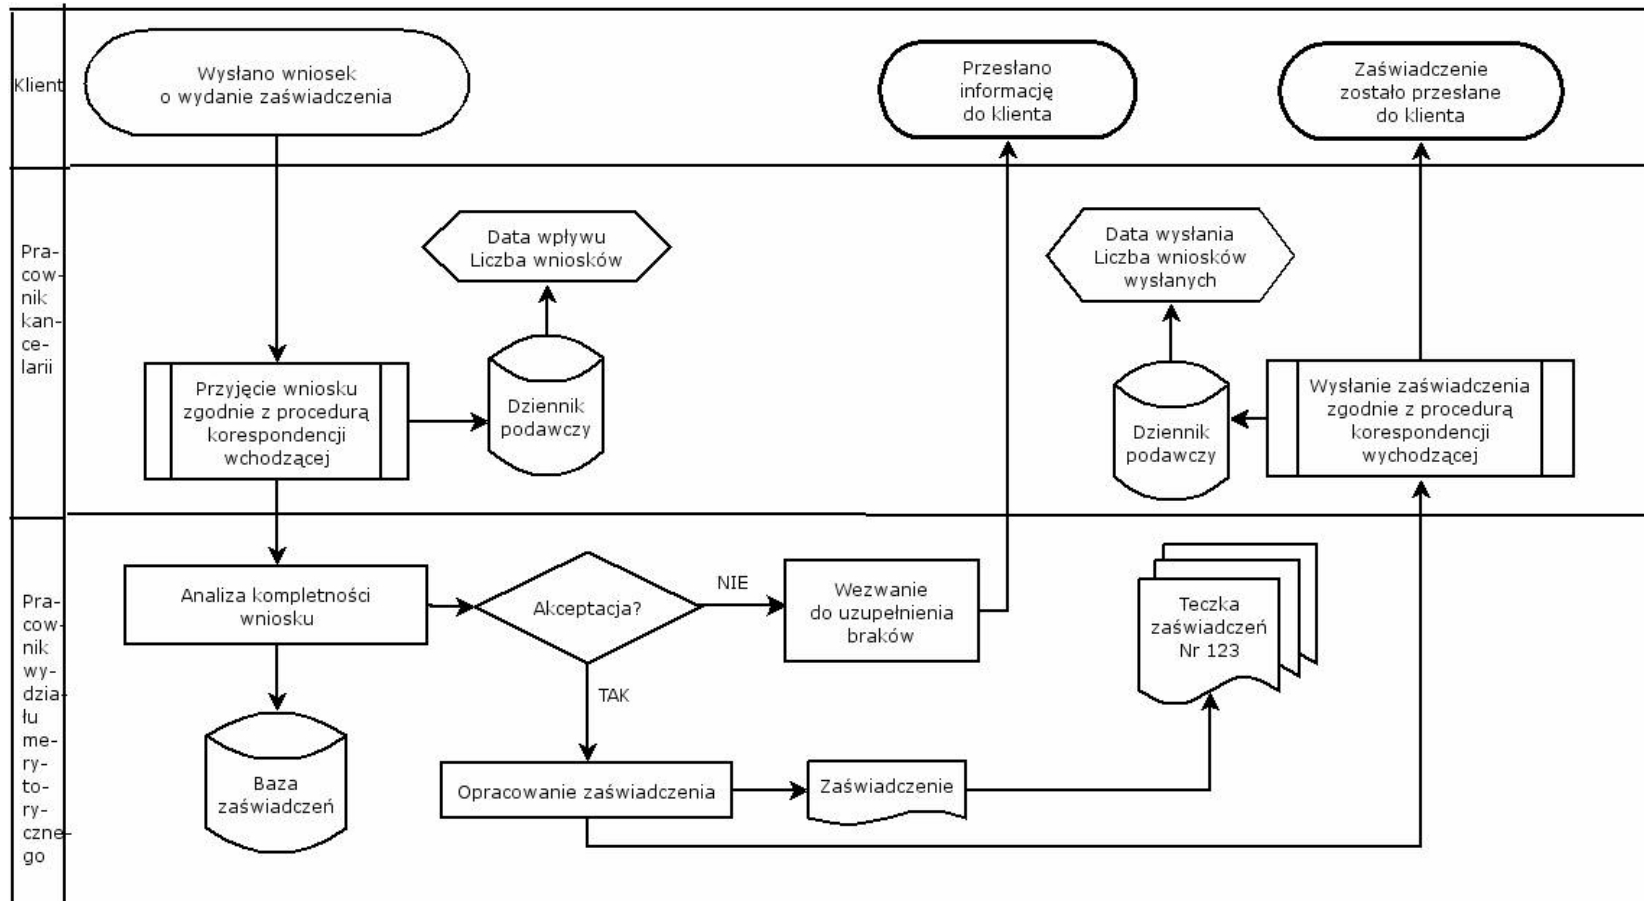 Klient
Wysłano wniosek
o wydanie zaświadczenia
Przesłano
informację
do klienta
Zaświadczenie
zostało przesłane
do klienta
Pra-
cow-
nik
kan-
ce-
larii
Data wpływu
Liczba wniosków
Data wysłania
Liczba wniosków
wysłanych
Przyjęcie wniosku
zgodnie z procedurą
korespondencji
wchodzącej
Dziennik
podawczy
Dziennik
podawczy
Wysłanie zaświadczenia
zgodnie z procedurą
korespondencji
wychodzącej
Pra-
cow-
nik
wy-
dzia-
łu
me-
ry-
to-
ry-
czne-
go
Analiza kompletności
wniosku
Akceptacja?
NIE
Wezwanie
do uzupełnienia
braków
Teczka
zaświadczeń
Nr 123
TAK
Baza
zaświadczeń
Opracowanie zaświadczenia
Zaświadczenie